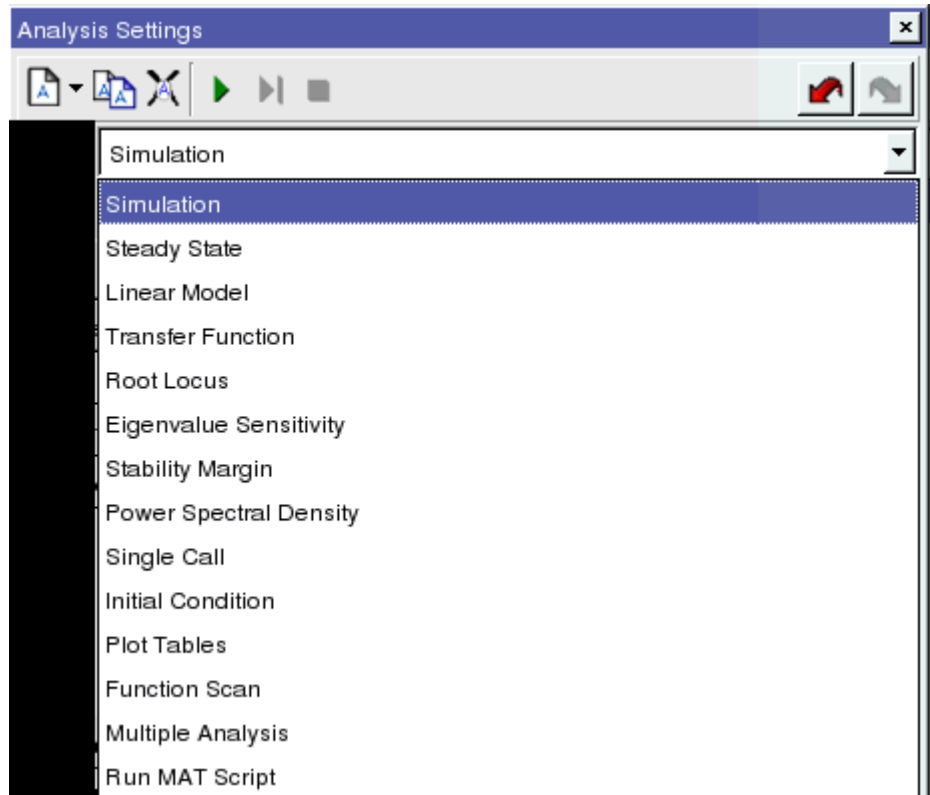 Analysis Settings
Simulation
Simulation
Steady State
Linear Model
Transfer Function
Root Locus
Eigenvalue Sensitivity
Stability Margin
Power Spectral Density
Single Call
Initial Condition
Plot Tables
Function Scan
Multiple Analysis
Run MAT Script